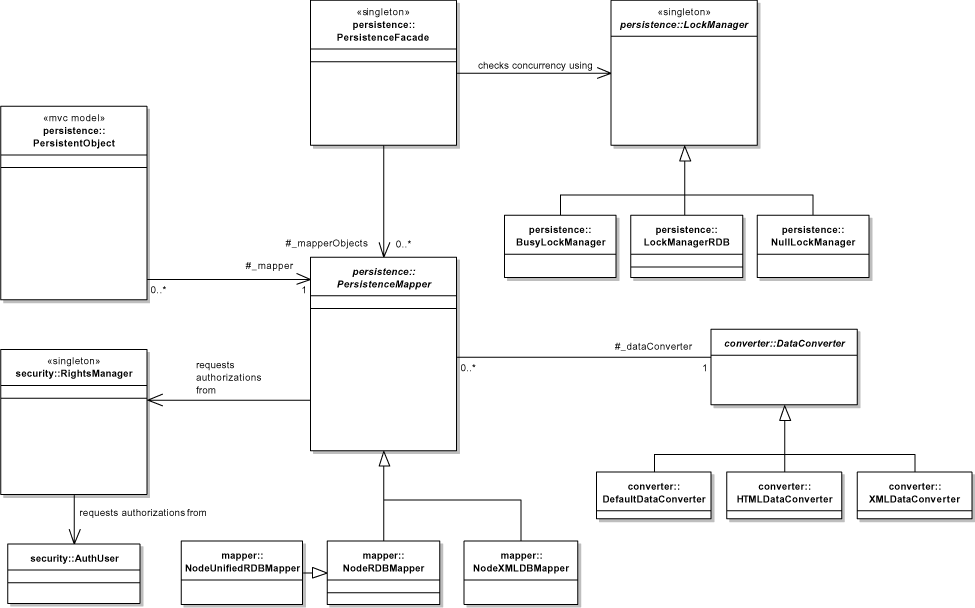 «singleton»
persistence::
PersistenceFacade
«singleton»
persistence::LockManager
checks concurrency using
«mvc model»
persistence::
PersistentObject
persistence::
BusyLockManager
persistence::
LockManagerRDB
persistence::
NullLockManager
#_mapperObjects
0..*
#_mapper
0..*
1
persistence::
PersistenceMapper
#_dataConverter
0..*
1
converter::DataConverter
«singleton»
security::RightsManager
requests
authorizations
from
converter::
DefaultDataConverter
converter::
HTMLDataConverter
converter::
XMLDataConverter
requests authorizations from
security::AuthUser
mapper::
NodeUnifiedRDBMapper
mapper::
NodeRDBMapper
mapper::
NodeXMLDBMapper